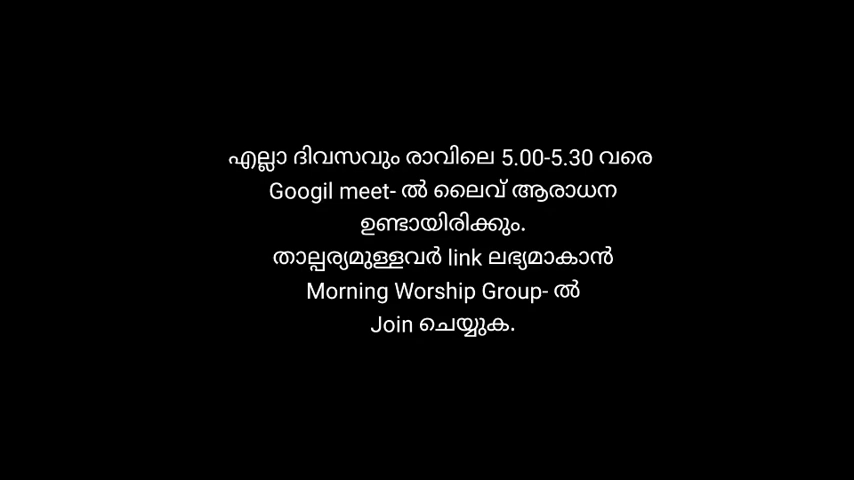 എല്ലാ ദിവസവും രാവിലെ 5.00-5.30 വരെ
Googil meet- ൽ ലൈവ് ആരാധന
ഉണ്ടായിരിക്കും.
താല്പര്യമുള്ളവർ link ലഭ്യമാകാൻ
Morning Worship Group- ൽ
Join ചെയ്യുക.